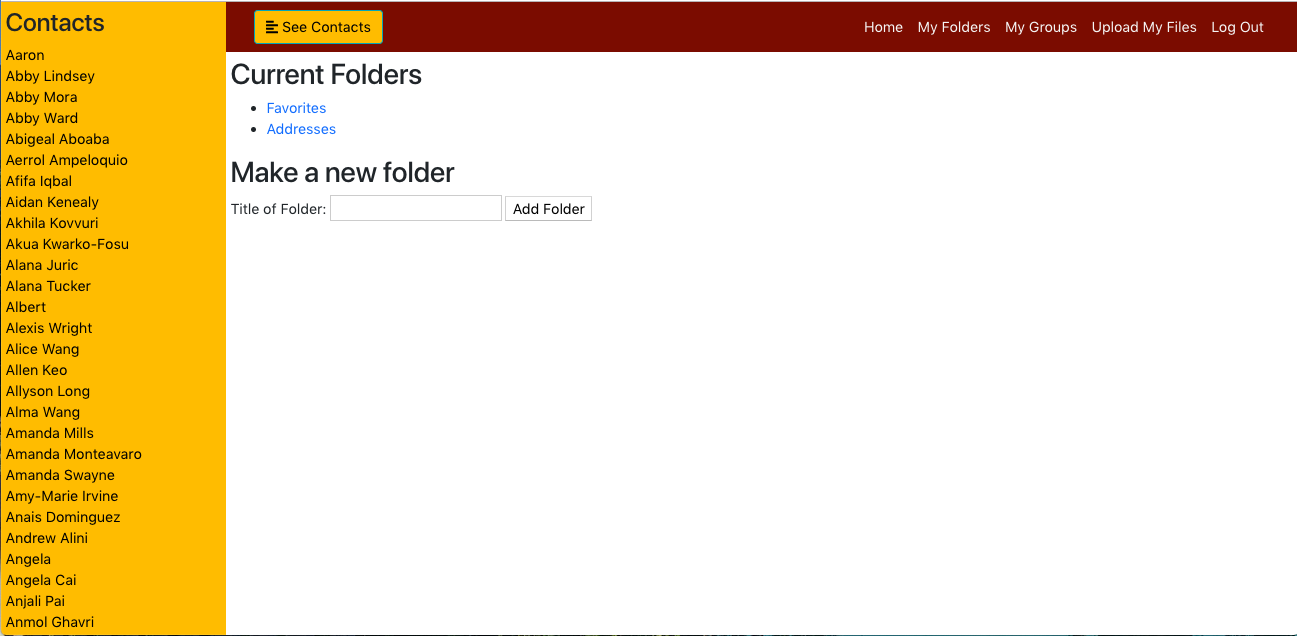 Contacts
Aaron
Abby Lindsey
Abby Mora
Abby Ward
Abigeal Aboaba
Aerrol Ampeloquio
Afifa Iqbal
Aidan Kenealy
Akhila Kovvuri
Akua Kwarko-Fosu
Alana Juric
Alana Tucker
Albert
Alexis Wright
Alice Wang
Allen Keo
Allyson Long
Alma Wang
Amanda Mills
Amanda Monteavaro
Amanda Swayne
Amy-Marie Irvine
Anais Dominguez
Andrew Alini
Angela
Angela Cai
Anjali Pai
Anmol Ghavri
See Contacts
Home My Folders My Groups Upload My Files Log Out
Current Folders
Favorites
Addresses
Make a new folder
Title of Folder: Add Folder